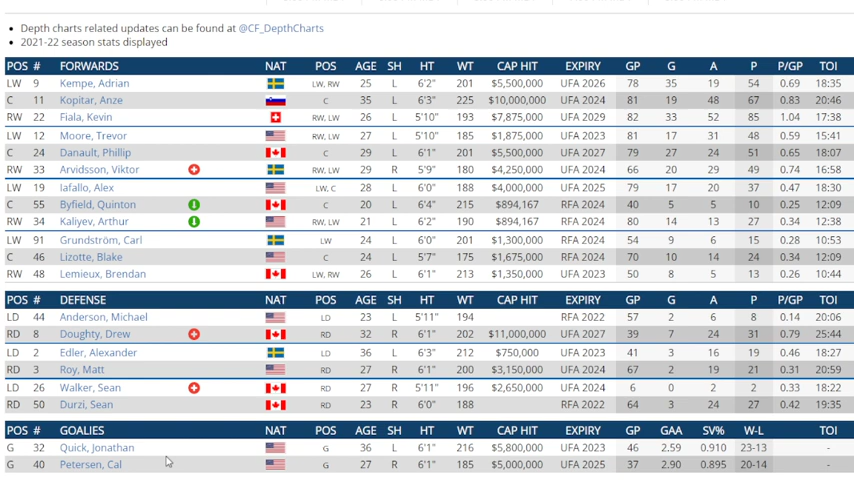 Depth charts related updates can be found at @CF_DepthCharts
2021-22 season stats displayed
POS # FORWARDS NAT POS AGE SH HT WT CAP HIT EXPIRY GP G A P P/GP TOI
LW 9 Kempe, Adrian LW, RW 25 L 6'2" 201 $5,500,000 UFA 2026 78 35 19 54 0.69 18:35
C 11 Kopitar, Anze C 35 L 6'3" 225 $10,000,000 UFA 2024 81 19 48 67 0.83 20:46
RW 22 Fiala, Kevin RW, LW 26 L 5'10" 193 $7,875,000 UFA 2029 82 33 52 85 1.04 17:38
LW 12 Moore, Trevor RW, LW 27 L 5'10" 185 $1,875,000 UFA 2023 81 17 31 48 0.59 15:41
C 24 Danault, Phillip C 29 L 6'1" 201 $5,500,000 UFA 2027 79 27 24 51 0.65 18:07
RW 33 Arvidsson, Viktor RW, LW 29 R 5'9" 180 $4,250,000 UFA 2024 66 20 29 49 0.74 16:58
LW 19 Iafallo, Alex LW, C 28 L 6'0" 188 $4,000,000 UFA 2025 79 17 20 37 0.47 18:30
C 55 Byfield, Quinton C 20 L 6'4" 215 $894,167 RFA 2024 40 5 5 10 0.25 12:09
RW 34 Kaliyev, Arthur RW, LW 21 L 6'2" 190 $894,167 RFA 2024 80 14 13 27 0.34 12:38
LW 91 Grundström, Carl LW 24 L 6'0" 201 $1,300,000 RFA 2024 54 9 6 15 0.28 10:53
C 46 Lizotte, Blake C 24 L 5'7" 175 $1,675,000 RFA 2024 70 10 14 24 0.34 12:09
RW 48 Lemieux, Brendan LW, RW 26 L 6'1" 213 $1,350,000 UFA 2023 50 8 5 13 0.26 10:44
POS # DEFENSE NAT POS AGE SH HT WT CAP HIT EXPIRY GP G A P P/GP TOI
LD 44 Anderson, Michael LD 23 L 5'11" 194 RFA 2022 57 2 6 8 0.14 20:06
RD 8 Doughty, Drew RD 32 R 6'1" 202 $11,000,000 UFA 2027 39 7 24 31 0.79 25:44
LD 2 Edler, Alexander LD 36 L 6'3" 212 $750,000 UFA 2023 41 3 16 19 0.46 18:27
RD 3 Roy, Matt RD 27 R 6'1" 200 $3,150,000 UFA 2024 67 2 19 21 0.31 20:59
LD 26 Walker, Sean RD 27 R 5'11" 196 $2,650,000 UFA 2024 6 0 2 2 0.33 18:22
RD 50 Durzi, Sean RD 23 R 6'0" 188 RFA 2022 64 3 24 27 0.42 19:35
POS # GOALIES NAT POS AGE SH HT WT CAP HIT EXPIRY GP GAA SV% W-L TOI
G 32 Quick, Jonathan G 36 L 6'1" 216 $5,800,000 UFA 2023 46 2.59 0.910 23-13 -
G 40 Petersen, Cal G 27 R 6'1" 185 $5,000,000 UFA 2025 37 2.90 0.895 20-14 -